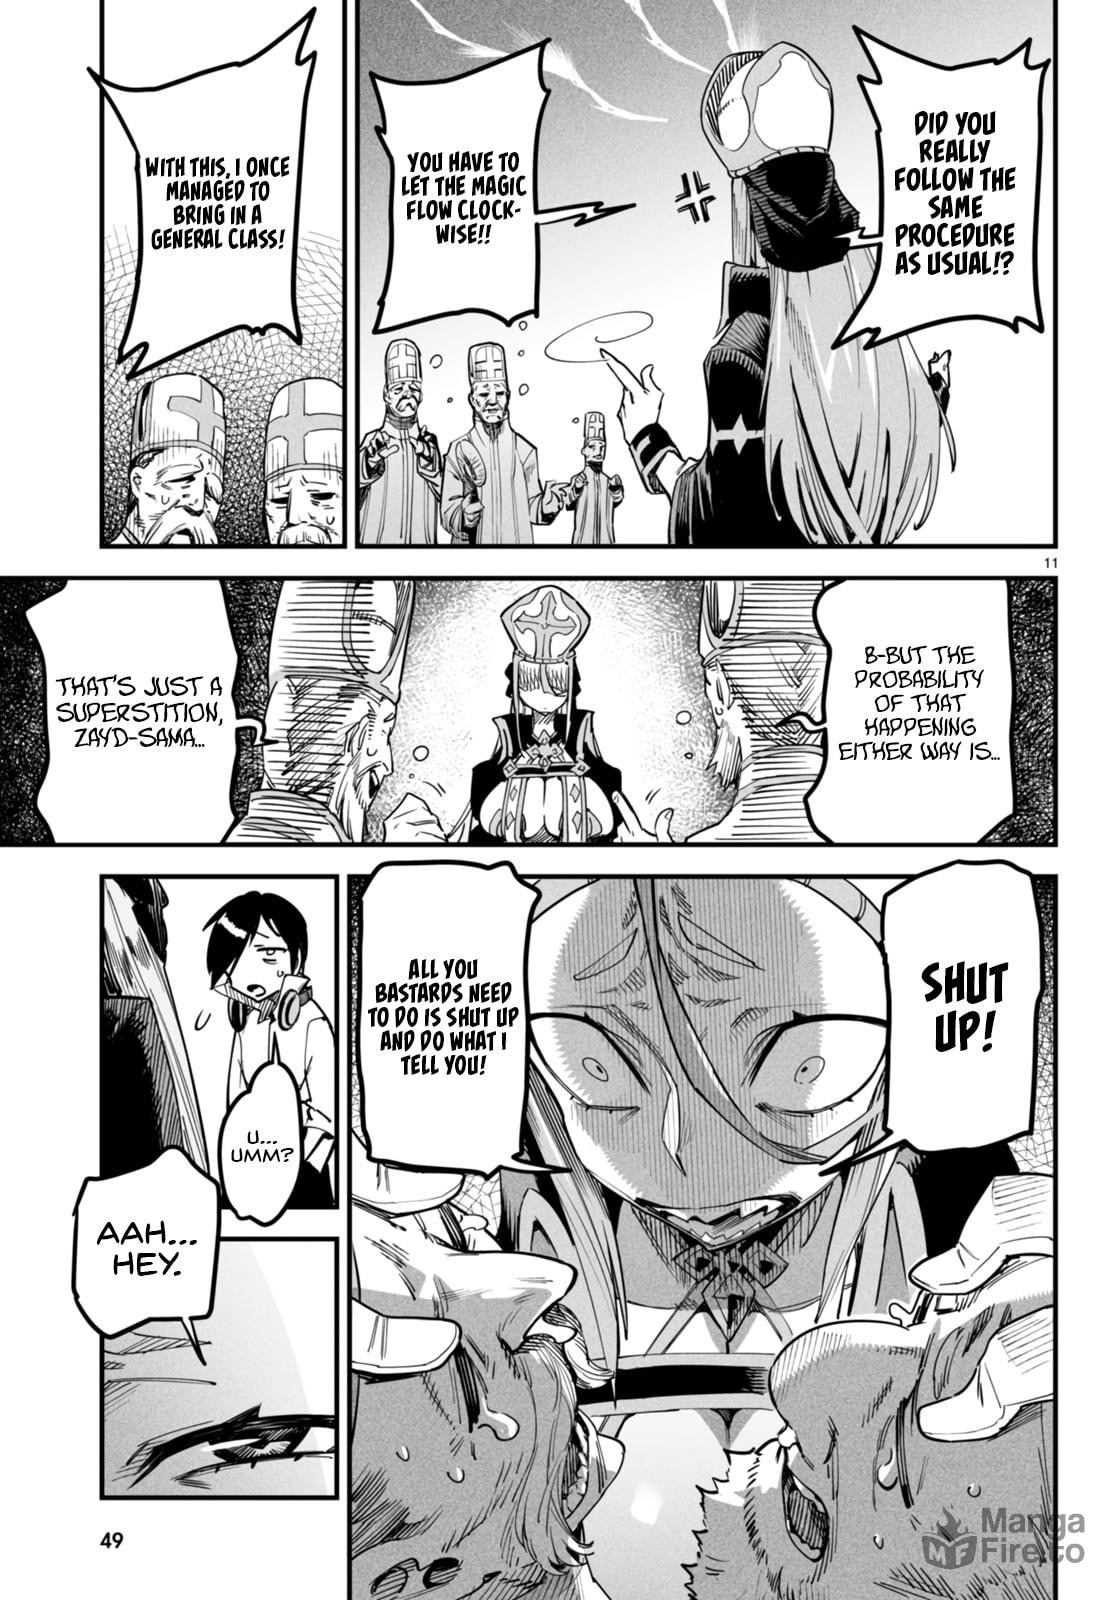 DID YOU
REALLY
FOLLOW THE
SAME
PROCEDURE
AS USUAL!?
YOU HAVE TO
LET THE MAGIC
FLOW CLOCK-
WISE!!
WITH THIS, I ONCE
MANAGED TO
BRING IN A
GENERAL CLASS!
11
B-BUT THE
PROBABILITY
OF THAT
HAPPENING
EITHER WAY IS...
THAT'S JUST A
SUPERSTITION,
ZAYD-SAMA...
SHUT
UP!
ALL YOU
BASTARDS NEED
TO DO IS SHUT UP
AND DO WHAT I
TELL YOU!
U...
UMM?
AAH...
HEY.
49
Manga
Fire.to
MF